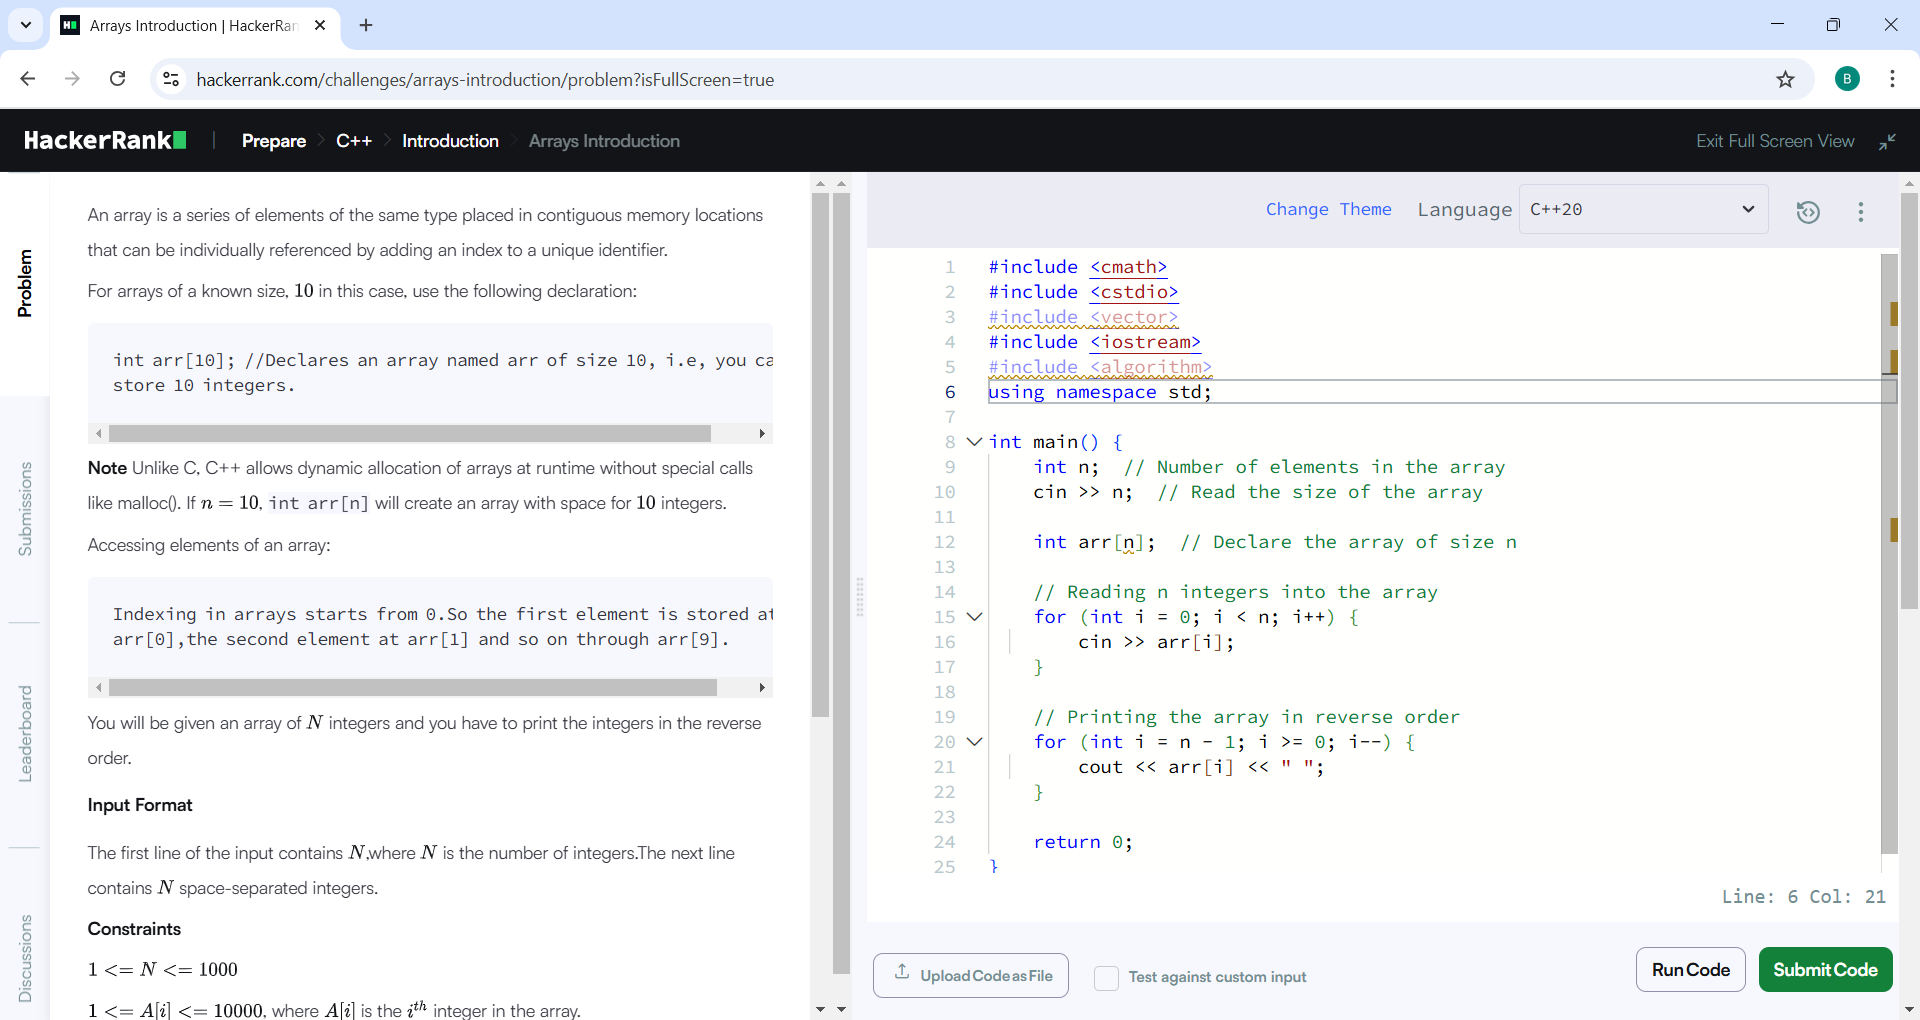 Arrays Introduction | HackerRan
hackerrank.com/challenges/arrays-introduction/problem?isFullScreen=true
B
HackerRank
Prepare
C++
Introduction
Arrays Introduction
Exit Full Screen View
Problem
Submissions
Leaderboard
Discussions
An array is a series of elements of the same type placed in contiguous memory locations
that can be individually referenced by adding an index to a unique identifier.
For arrays of a known size, 10 in this case, use the following declaration:
int arr[10]; //Declares an array named arr of size 10, i.e, you ca
store 10 integers.
Note Unlike C, C++ allows dynamic allocation of arrays at runtime without special calls
like malloc(). If n = 10, int arr[n] will create an array with space for 10 integers.
Accessing elements of an array:
Indexing in arrays starts from 0.So the first element is stored at
arr[0],the second element at arr[1] and so on through arr[9].
You will be given an array of N integers and you have to print the integers in the reverse
order.
Input Format
The first line of the input contains N,where N is the number of integers.The next line
contains N space-separated integers.
Constraints
1 <= N <= 1000
1 <= A[i] <= 10000, where A[i] is the ith integer in the array.
Change Theme
Language
C++20
1 #include <cmath>
2 #include <cstdio>
3 #include <vector>
4 #include <iostream>
5 #include <algorithm>
6 using namespace std;
7
8 int main() {
9 int n; // Number of elements in the array
10 cin >> n; // Read the size of the array
11
12 int arr[n]; // Declare the array of size n
13
14 // Reading n integers into the array
15 for (int i = 0; i < n; i++) {
16 cin >> arr[i];
17 }
18
19 // Printing the array in reverse order
20 for (int i = n - 1; i >= 0; i--) {
21 cout << arr[i] << " ";
22 }
23
24 return 0;
25 }
Line: 6 Col: 21
Upload Code as File
Test against custom input
Run Code
Submit Code